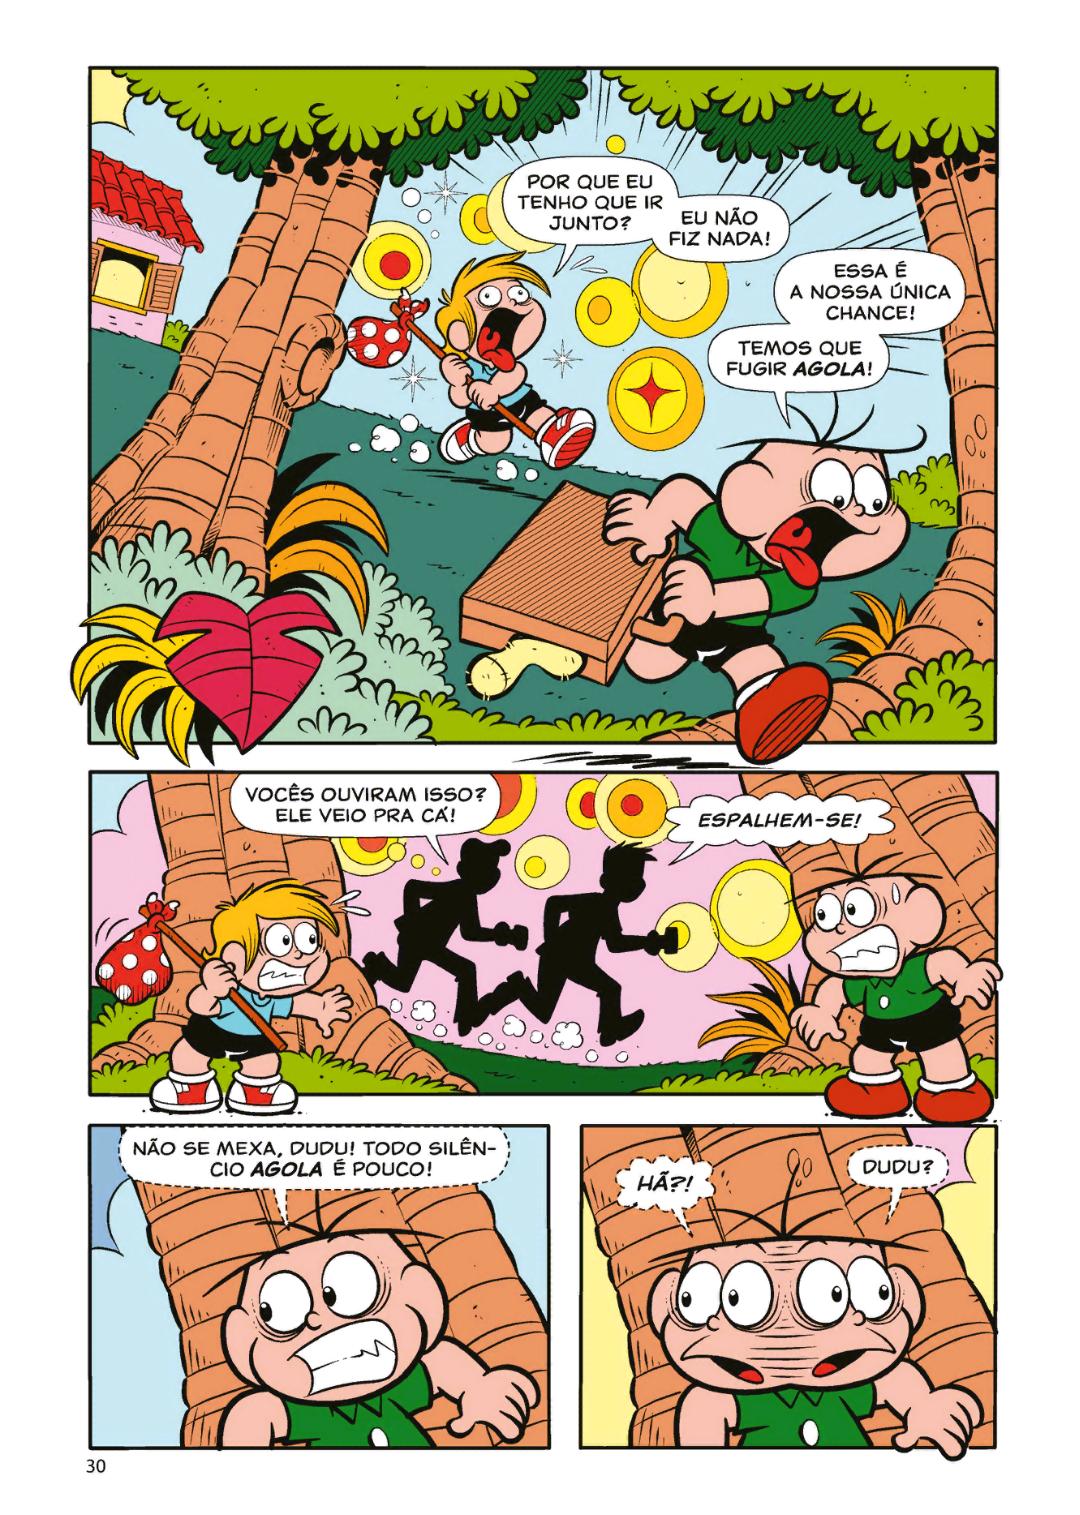 POR QUE EU
TENHO QUE IR
JUNTO?
EU NÃO
FIZ NADA!
ESSA É
A NOSSA ÚNICA
CHANCE!
TEMOS QUE
FUGIR AGOLA!
VOCÊS OUVIRAM ISSO?
ELE VEIO PRA CÁ!
ESPALHEM-SE!
NÃO SE MEXA, DUDU! TODO SILÊN-
CIO AGOLA É POUCO!
HÃ?!
DUDU?
30